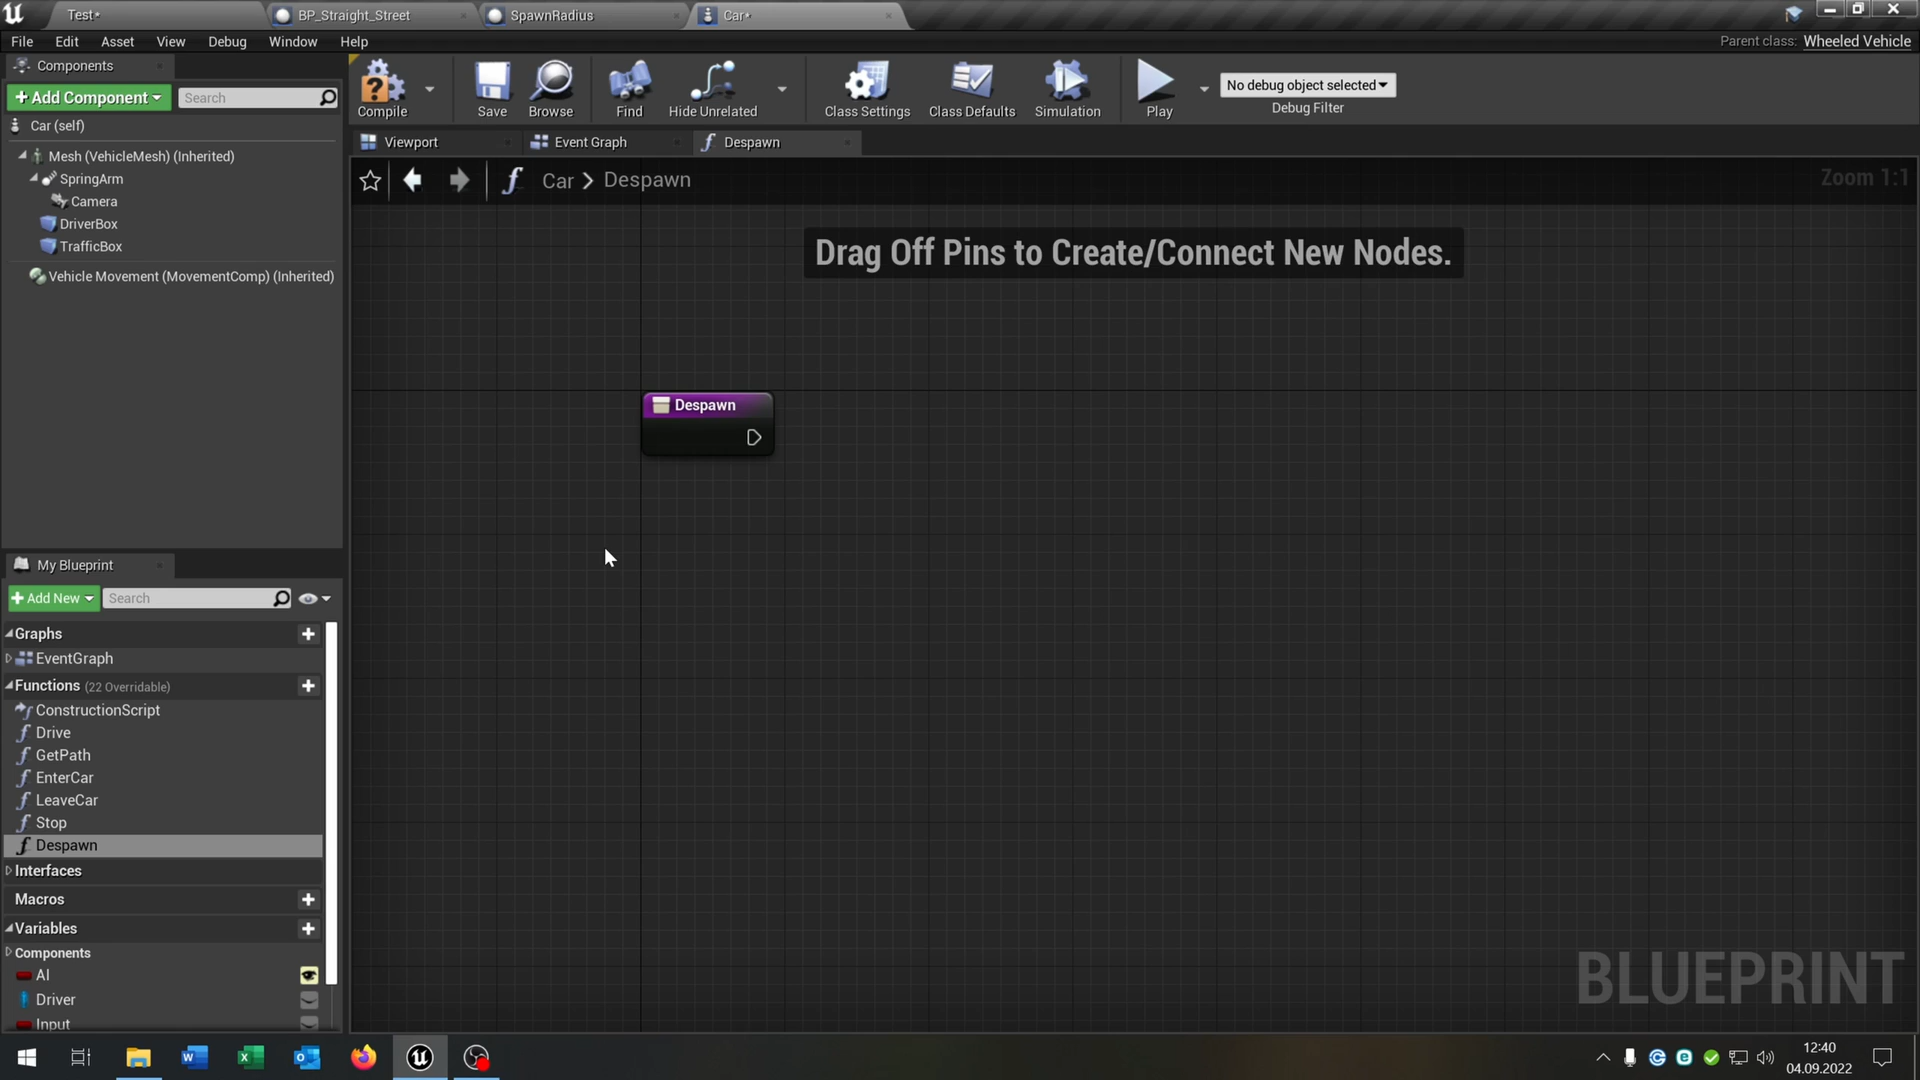 Test*
BP_Straight_Street
SpawnRadius
Car*
File Edit Asset View Debug Window Help
Parent class: Wheeled Vehicle
Components
+ Add Component
Search
Car (self)
Mesh (VehicleMesh) (Inherited)
SpringArm
Camera
DriverBox
TrafficBox
Vehicle Movement (MovementComp) (Inherited)
Compile
Save
Browse
Find
Hide Unrelated
Class Settings
Class Defaults
Simulation
Play
No debug object selected
Debug Filter
Viewport
Event Graph
Despawn
Car > Despawn
Zoom 1:1
Drag Off Pins to Create/Connect New Nodes.
Despawn
BLUEPRINT
My Blueprint
+ Add New
Search
Graphs
EventGraph
Functions (22 Overridable)
ConstructionScript
Drive
GetPath
EnterCar
LeaveCar
Stop
Despawn
Interfaces
Macros
Variables
Components
AI
Driver
Input
12:40
04.09.2022